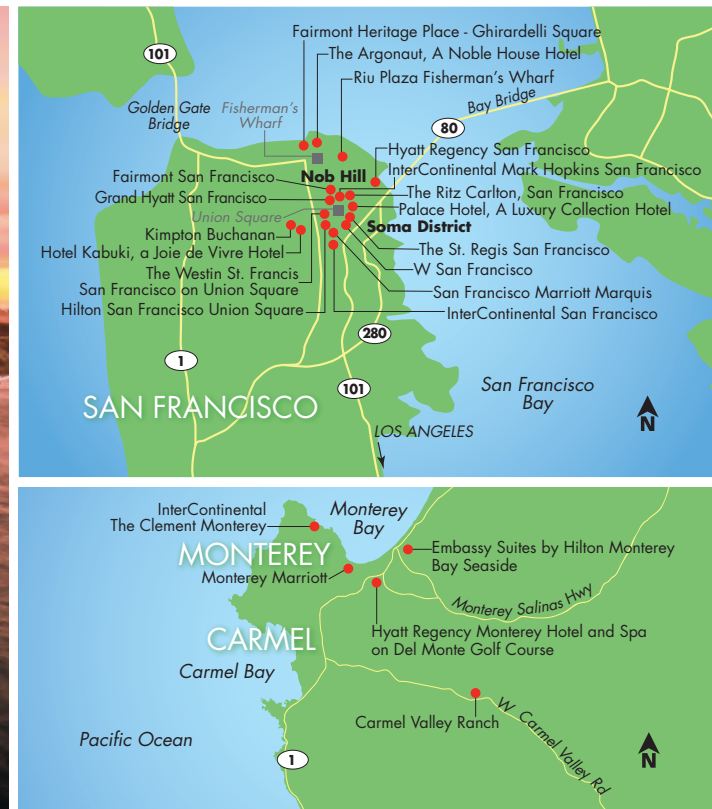 Fairmont Heritage Place - Ghirardelli Square
The Argonaut, A Noble House Hotel
101
Riu Plaza Fisherman's Wharf
Golden Gate
Bridge
Fisherman's
Wharf
Bay Bridge
80
Hyatt Regency San Francisco
InterContinental Mark Hopkins San Francisco
Nob Hill
Fairmont San Francisco
The Ritz Carlton, San Francisco
Grand Hyatt San Francisco
Palace Hotel, A Luxury Collection Hotel
Union Square
Soma District
Kimpton Buchanan
Hotel Kabuki, a Joie de Vivre Hotel
The St. Regis San Francisco
The Westin St. Francis
San Francisco on Union Square
W San Francisco
San Francisco Marriott Marquis
Hilton San Francisco Union Square
InterContinental San Francisco
280
1
101
San Francisco
Bay
SAN FRANCISCO
N
LOS ANGELES
InterContinental
The Clement Monterey
Monterey
Bay
MONTEREY
Embassy Suites by Hilton Monterey
Bay Seaside
Monterey Marriott
Monterey Salinas Hwy
CARMEL
Hyatt Regency Monterey Hotel and Spa
on Del Monte Golf Course
Carmel Bay
Carmel Valley Ranch
W Carmel Valley Rd
Pacific Ocean
1
N